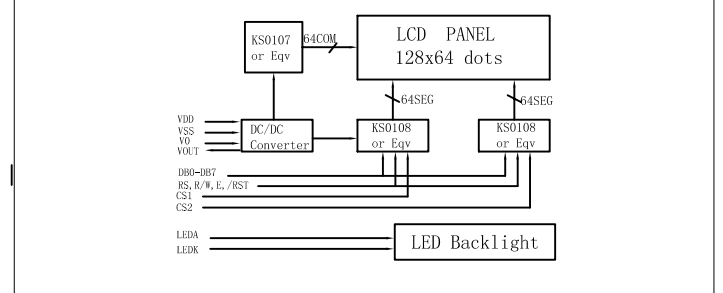 KS0107
or Eqv
64COM
LCD PANEL
128x64 dots
64SEG
64SEG
VDD
VSS
V0
VOUT
DC/DC
Converter
KS0108
or Eqv
KS0108
or Eqv
DB0-DB7
RS, R/W, E, /RST
CS1
CS2
LEDA
LEDK
LED Backlight